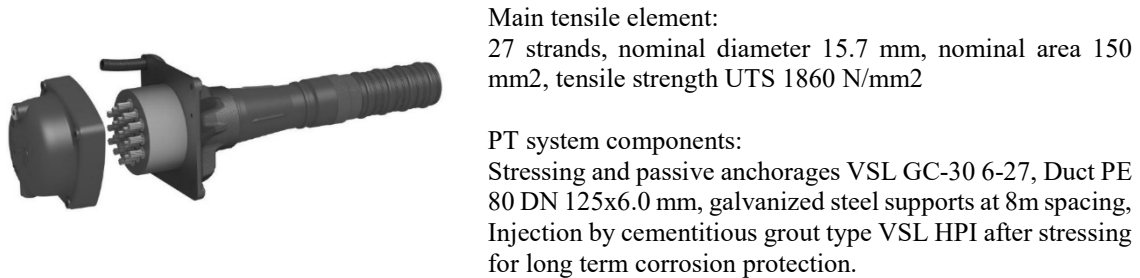 Main tensile element:
27 strands, nominal diameter 15.7 mm, nominal area 150
mm2, tensile strength UTS 1860 N/mm2
PT system components:
Stressing and passive anchorages VSL GC-30 6-27, Duct PE
80 DN 125x6.0 mm, galvanized steel supports at 8m spacing,
Injection by cementitious grout type VSL HPI after stressing
for long term corrosion protection.